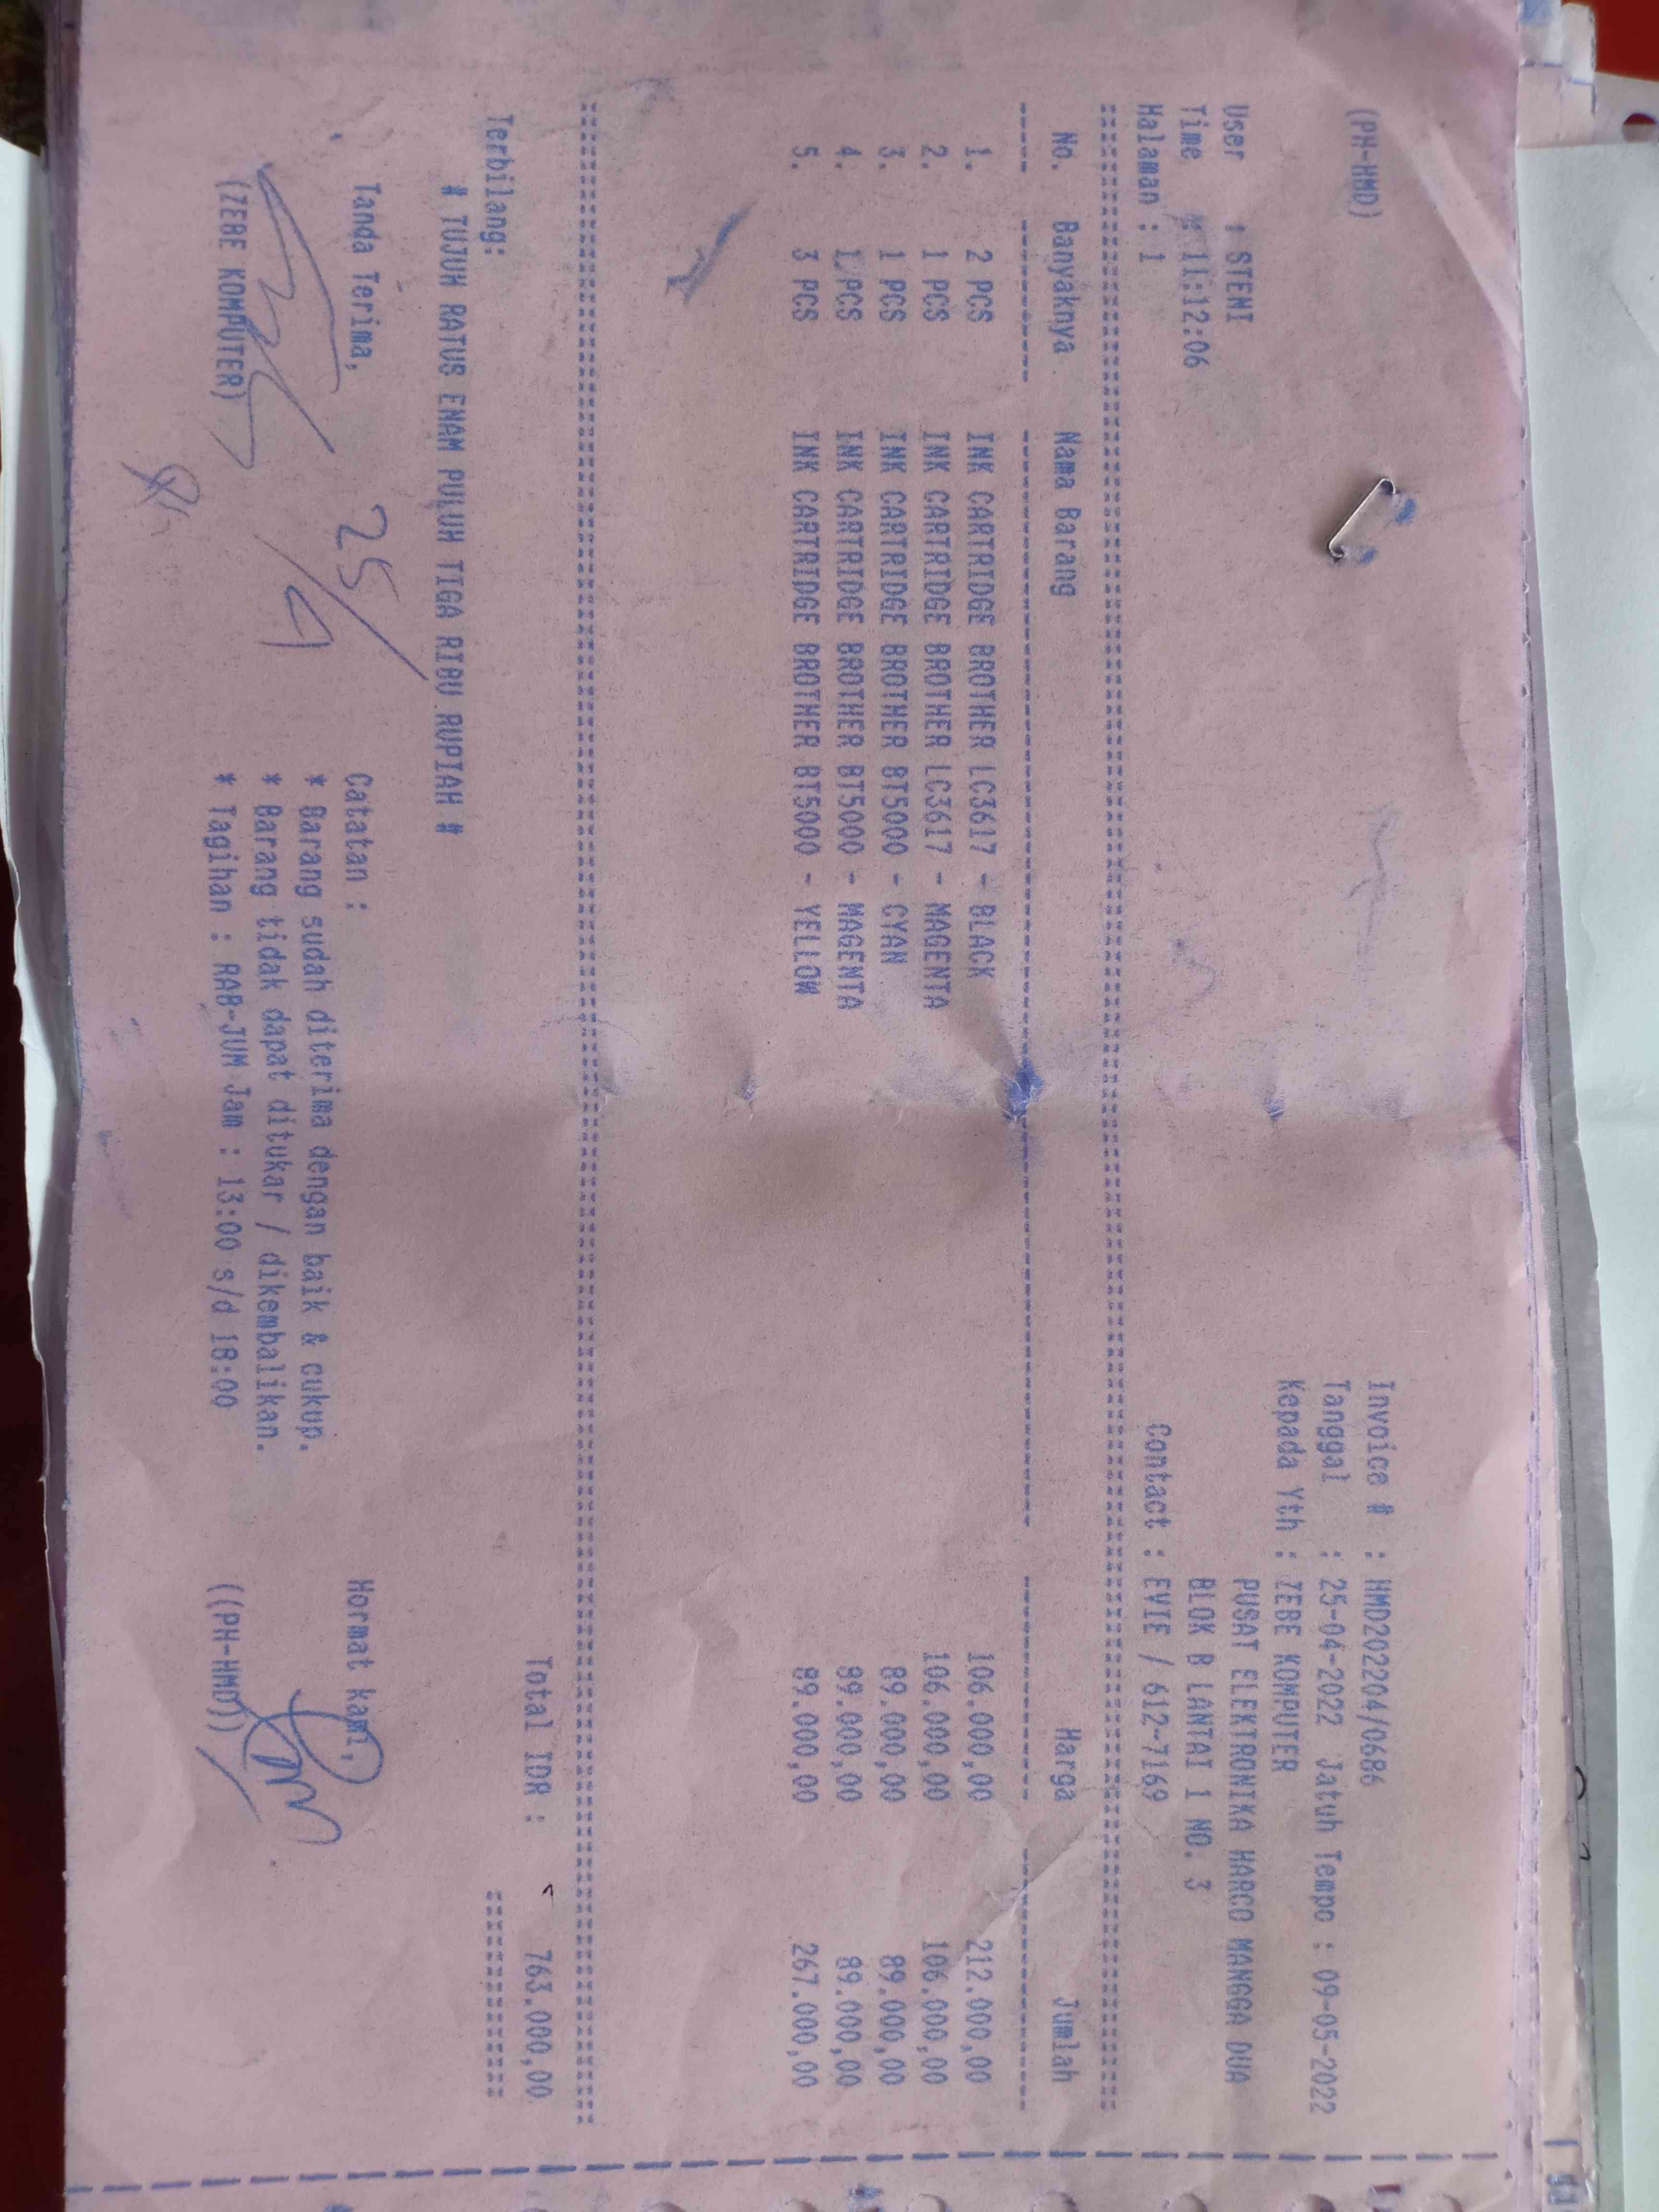 (PH-HMD)
Invoice # : HMD202204/0686
Tanggal : 25-04-2022 Jatuh Tempo : 09-05-2022
Kepada Yth : ZEBE KOMPUTER
User : STEMI
PUSAT ELEKTRONIKA HARCO MANGGA DUA
Time : 11:12:06
BLOK B LANTAI 1 NO. 3
Halaman : 1
Contact : EVIE / 612-7169
No. Banyaknya Nama Barang Harga Jumlah
1. 2 PCS INK CARTRIDGE BROTHER LC3617 - BLACK 106.000,00 212.000,00
2. 1 PCS INK CARTRIDGE BROTHER LC3617 - MAGENTA 106.000,00 106.000,00
3. 1 PCS INK CARTRIDGE BROTHER BT5000 - CYAN 89.000,00 89.000,00
4. 1 PCS INK CARTRIDGE BROTHER BT5000 - MAGENTA 89.000,00 89.000,00
5. 3 PCS INK CARTRIDGE BROTHER BT5000 - YELLOW 89.000,00 267.000,00
Total IDR : 763.000,00
Terbilang:
# TUJUH RATUS ENAM PULUH TIGA RIBU RUPIAH #
Tanda Terima, Catatan : Hormat Kami,
25/4
* Barang sudah diterima dengan baik & cukup.
* Barang tidak dapat ditukar / dikembalikan.
(ZEBE KOMPUTER) * Tagihan : RAB-JUM Jam : 13:00 s/d 18:00 ((PH-HMD))